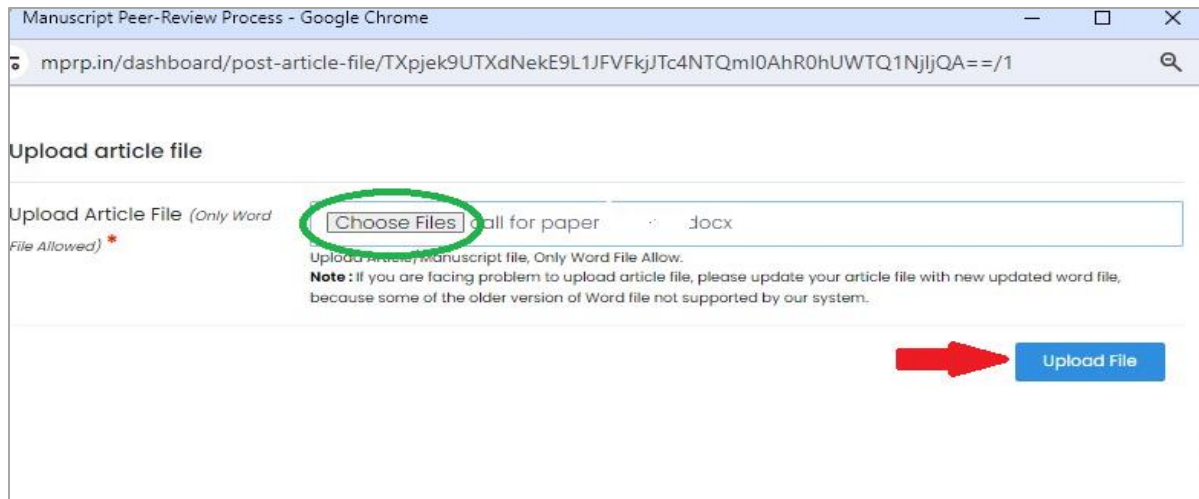 Manuscript Peer-Review Process - Google Chrome
mprp.in/dashboard/post-article-file/TXpjek9UTXdNekE9L1JFVFkjJTc4NTQmI0AhR0hUWTQ1NjIjQA==/1
Upload article file
Upload Article File (Only Word
File Allowed) *
Choose Files call for paper docx
Upload Article/Manuscript file, Only Word File Allow.
Note : If you are facing problem to upload article file, please update your article file with new updated word file,
because some of the older version of Word file not supported by our system.
Upload File